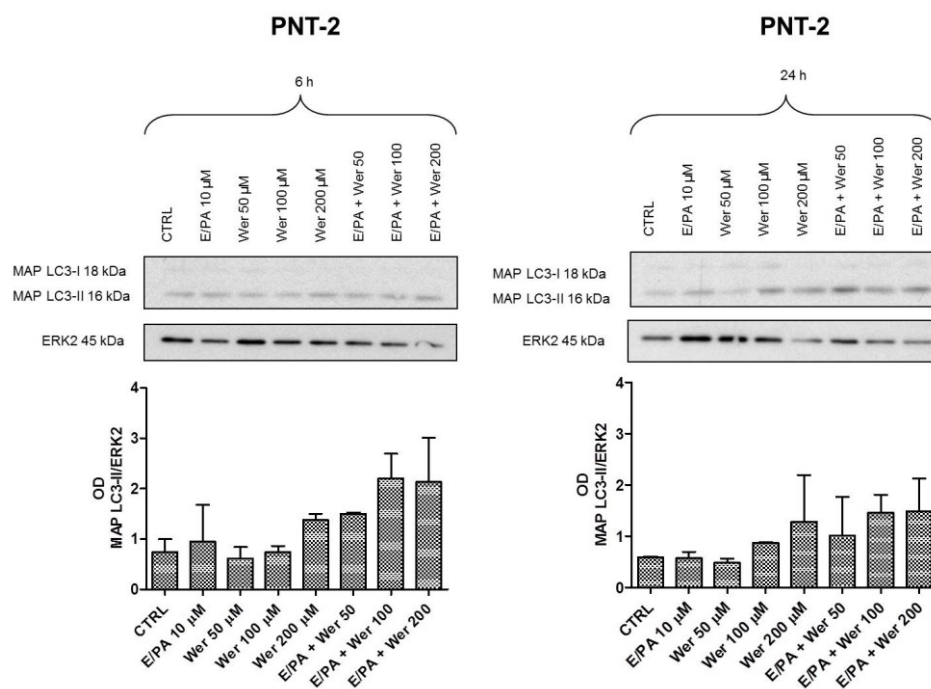 PNT-2
6 h
CTRL
E/PA 10 µM
Wer 50 µM
Wer 100 µM
Wer 200 µM
E/PA + Wer 50
E/PA + Wer 100
E/PA + Wer 200
MAP LC3-I 18 kDa
MAP LC3-II 16 kDa
ERK2 45 kDa
OD
MAP LC3-II/ERK2
4
3
2
1
0
CTRL
E/PA 10 µM
Wer 50 µM
Wer 100 µM
Wer 200 µM
E/PA + Wer 50
E/PA + Wer 100
E/PA + Wer 200
PNT-2
24 h
CTRL
E/PA 10 µM
Wer 50 µM
Wer 100 µM
Wer 200 µM
E/PA + Wer 50
E/PA + Wer 100
E/PA + Wer 200
MAP LC3-I 18 kDa
MAP LC3-II 16 kDa
ERK2 45 kDa
OD
MAP LC3-II/ERK2
4
3
2
1
0
CTRL
E/PA 10 µM
Wer 50 µM
Wer 100 µM
Wer 200 µM
E/PA + Wer 50
E/PA + Wer 100
E/PA + Wer 200